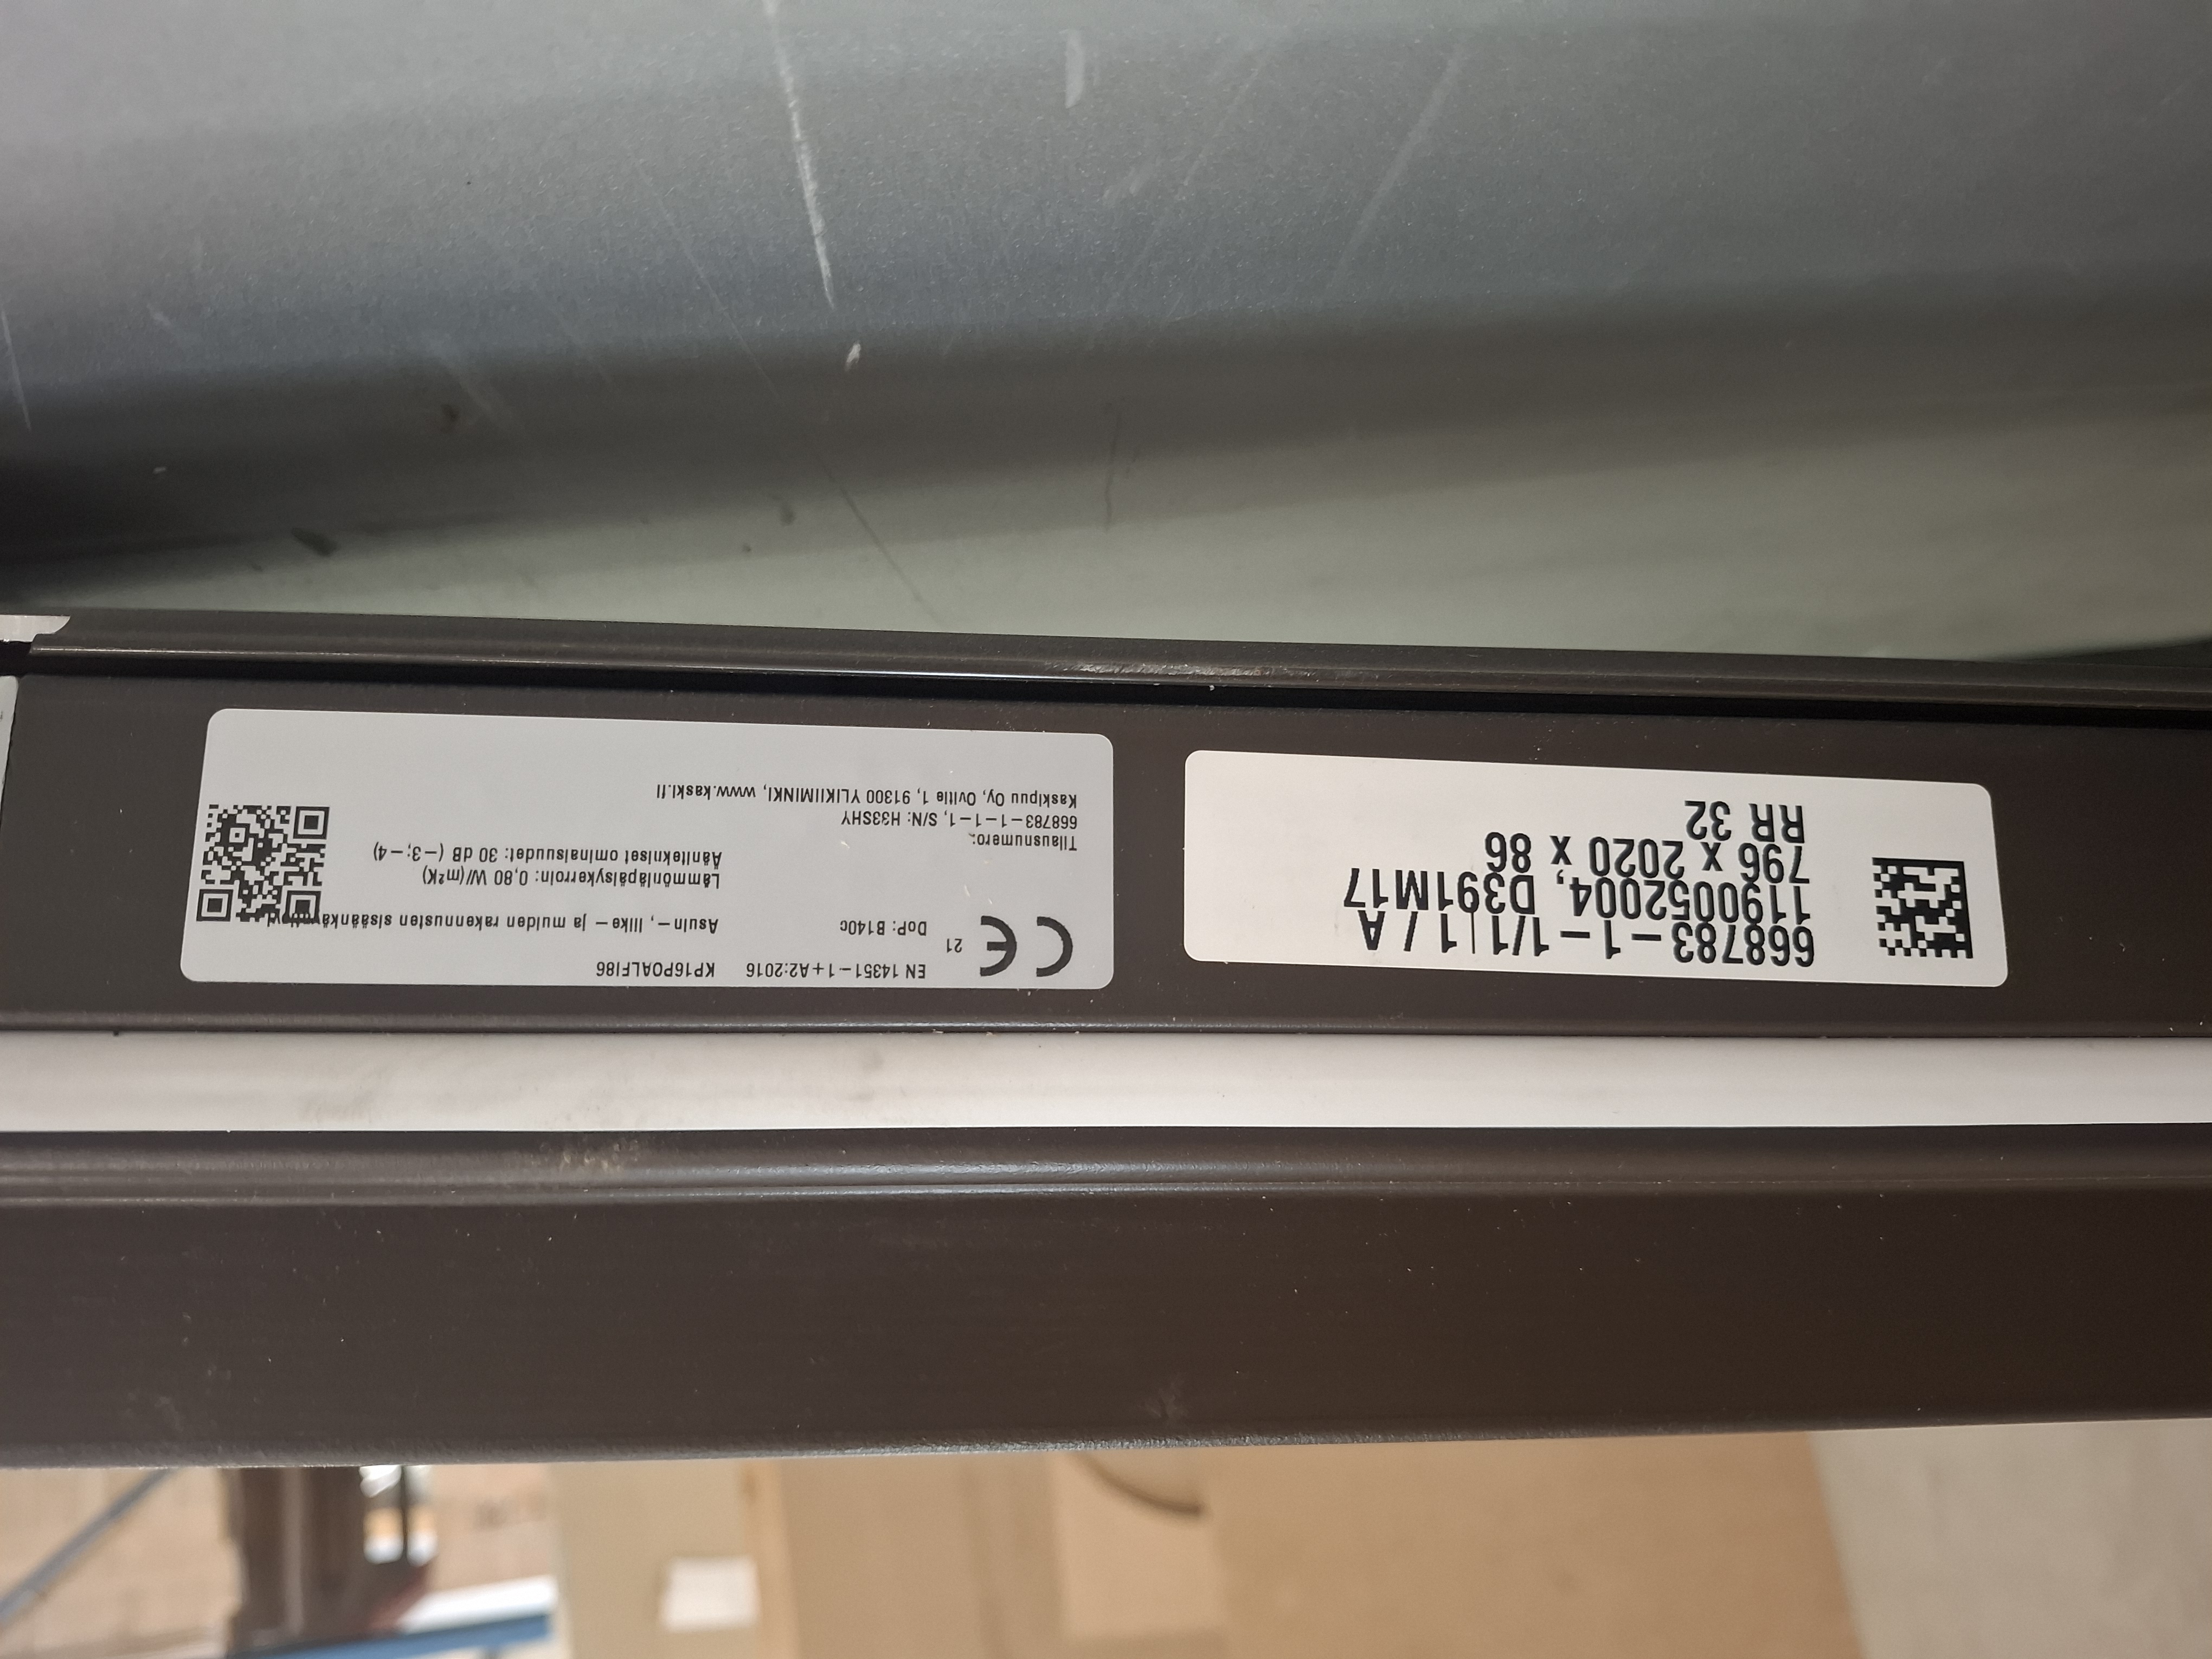 668783-1-1/1|1 / A
1190052004, D391M17
796 x 2020 x 86
RR 32
CE
21
EN 14351-1+A2:2016
DoP: B140c
KP16POALFI86
Asuin-, liike- ja muiden rakennusten sisäänkäyntiovi
Lämmönläpäisykerroin: 0,80 W/(m²K)
Äänitekniset ominaisuudet: 30 dB (-3;-4)
Tilausnumero:
668783-1-1-1, S/N: H33SHY
Kaskipuu Oy, Ovitie 1, 91300 YLIKIIMINKI, www.kaski.fi